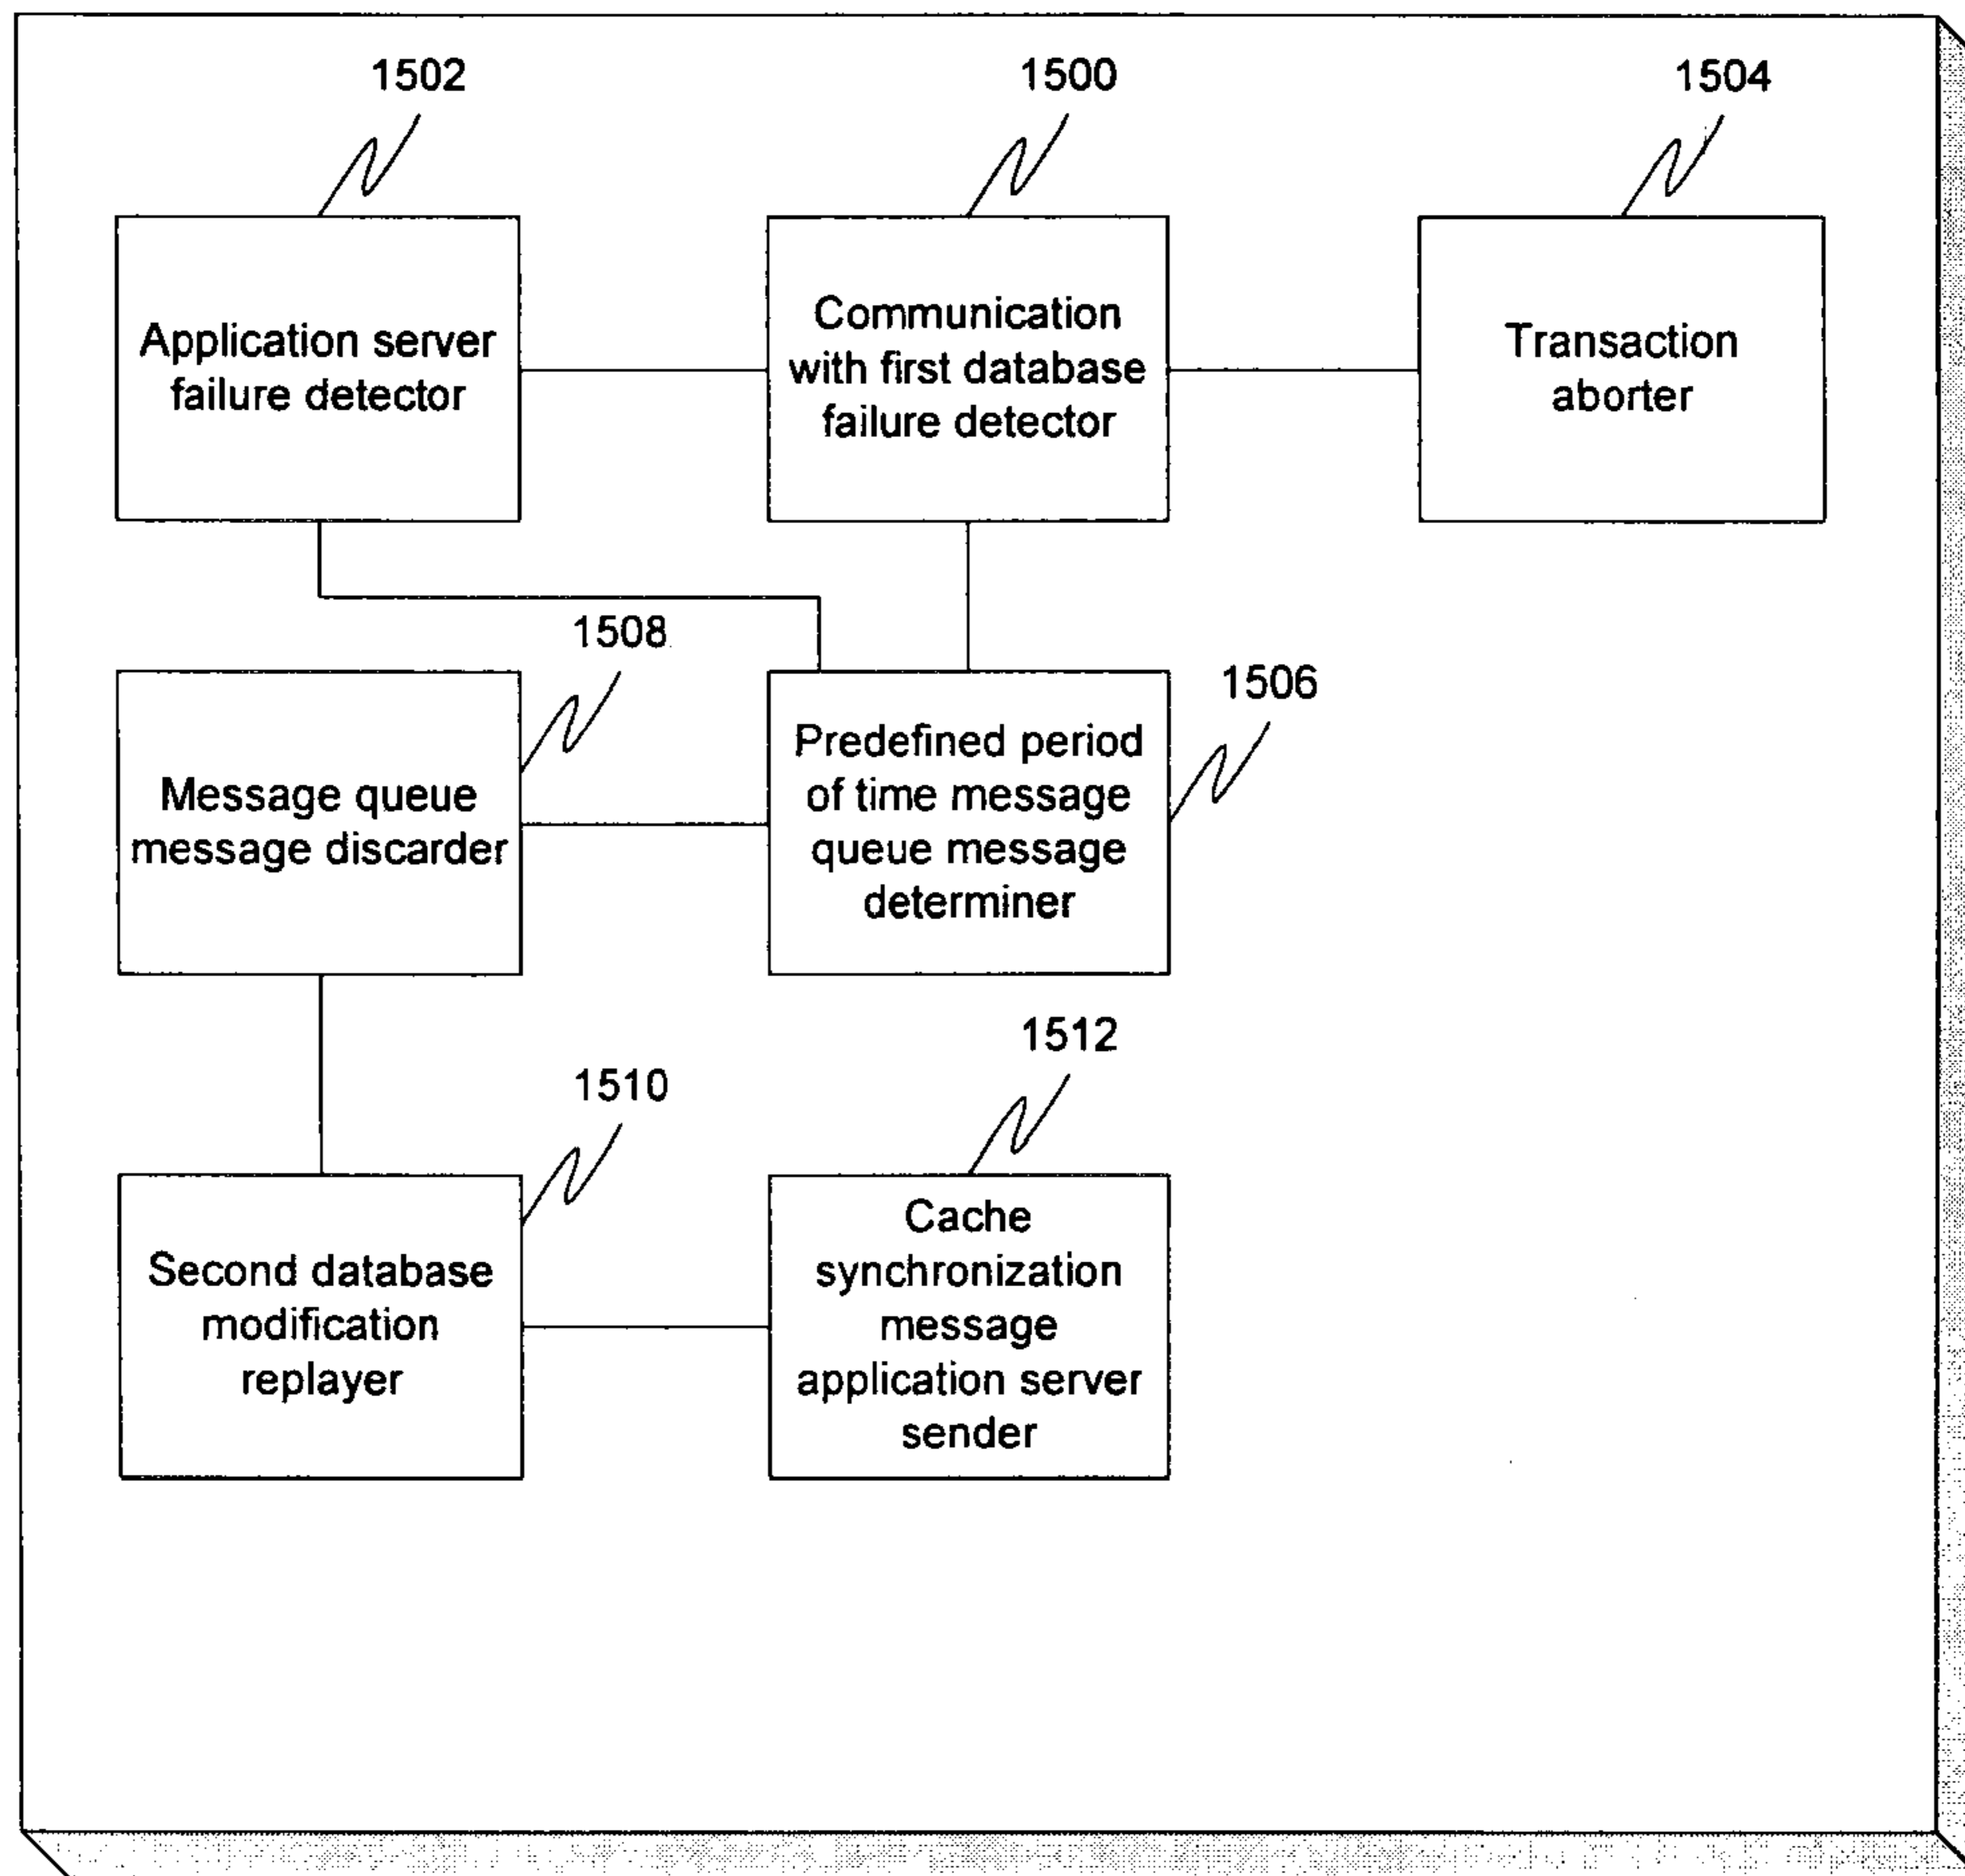 1502
1500
1504
Application server
failure detector
Communication
with first database
failure detector
Transaction
aborter
1508
1506
Message queue
message discarder
Predefined period
of time message
queue message
determiner
1510
1512
Second database
modification
replayer
Cache
synchronization
message
application server
sender